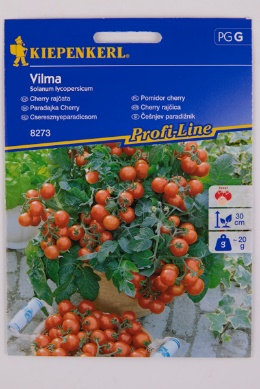 KIEPENKERL
PG G
Vilma
Solanum lycopersicum
Cherry rajčata
Paradajka Cherry
Cseresznyeparadicsom
Pomidor cherry
Cherry rajčica
Češnjev paradižnik
8273
Profi-Line
30
cm
g
~ 20
g